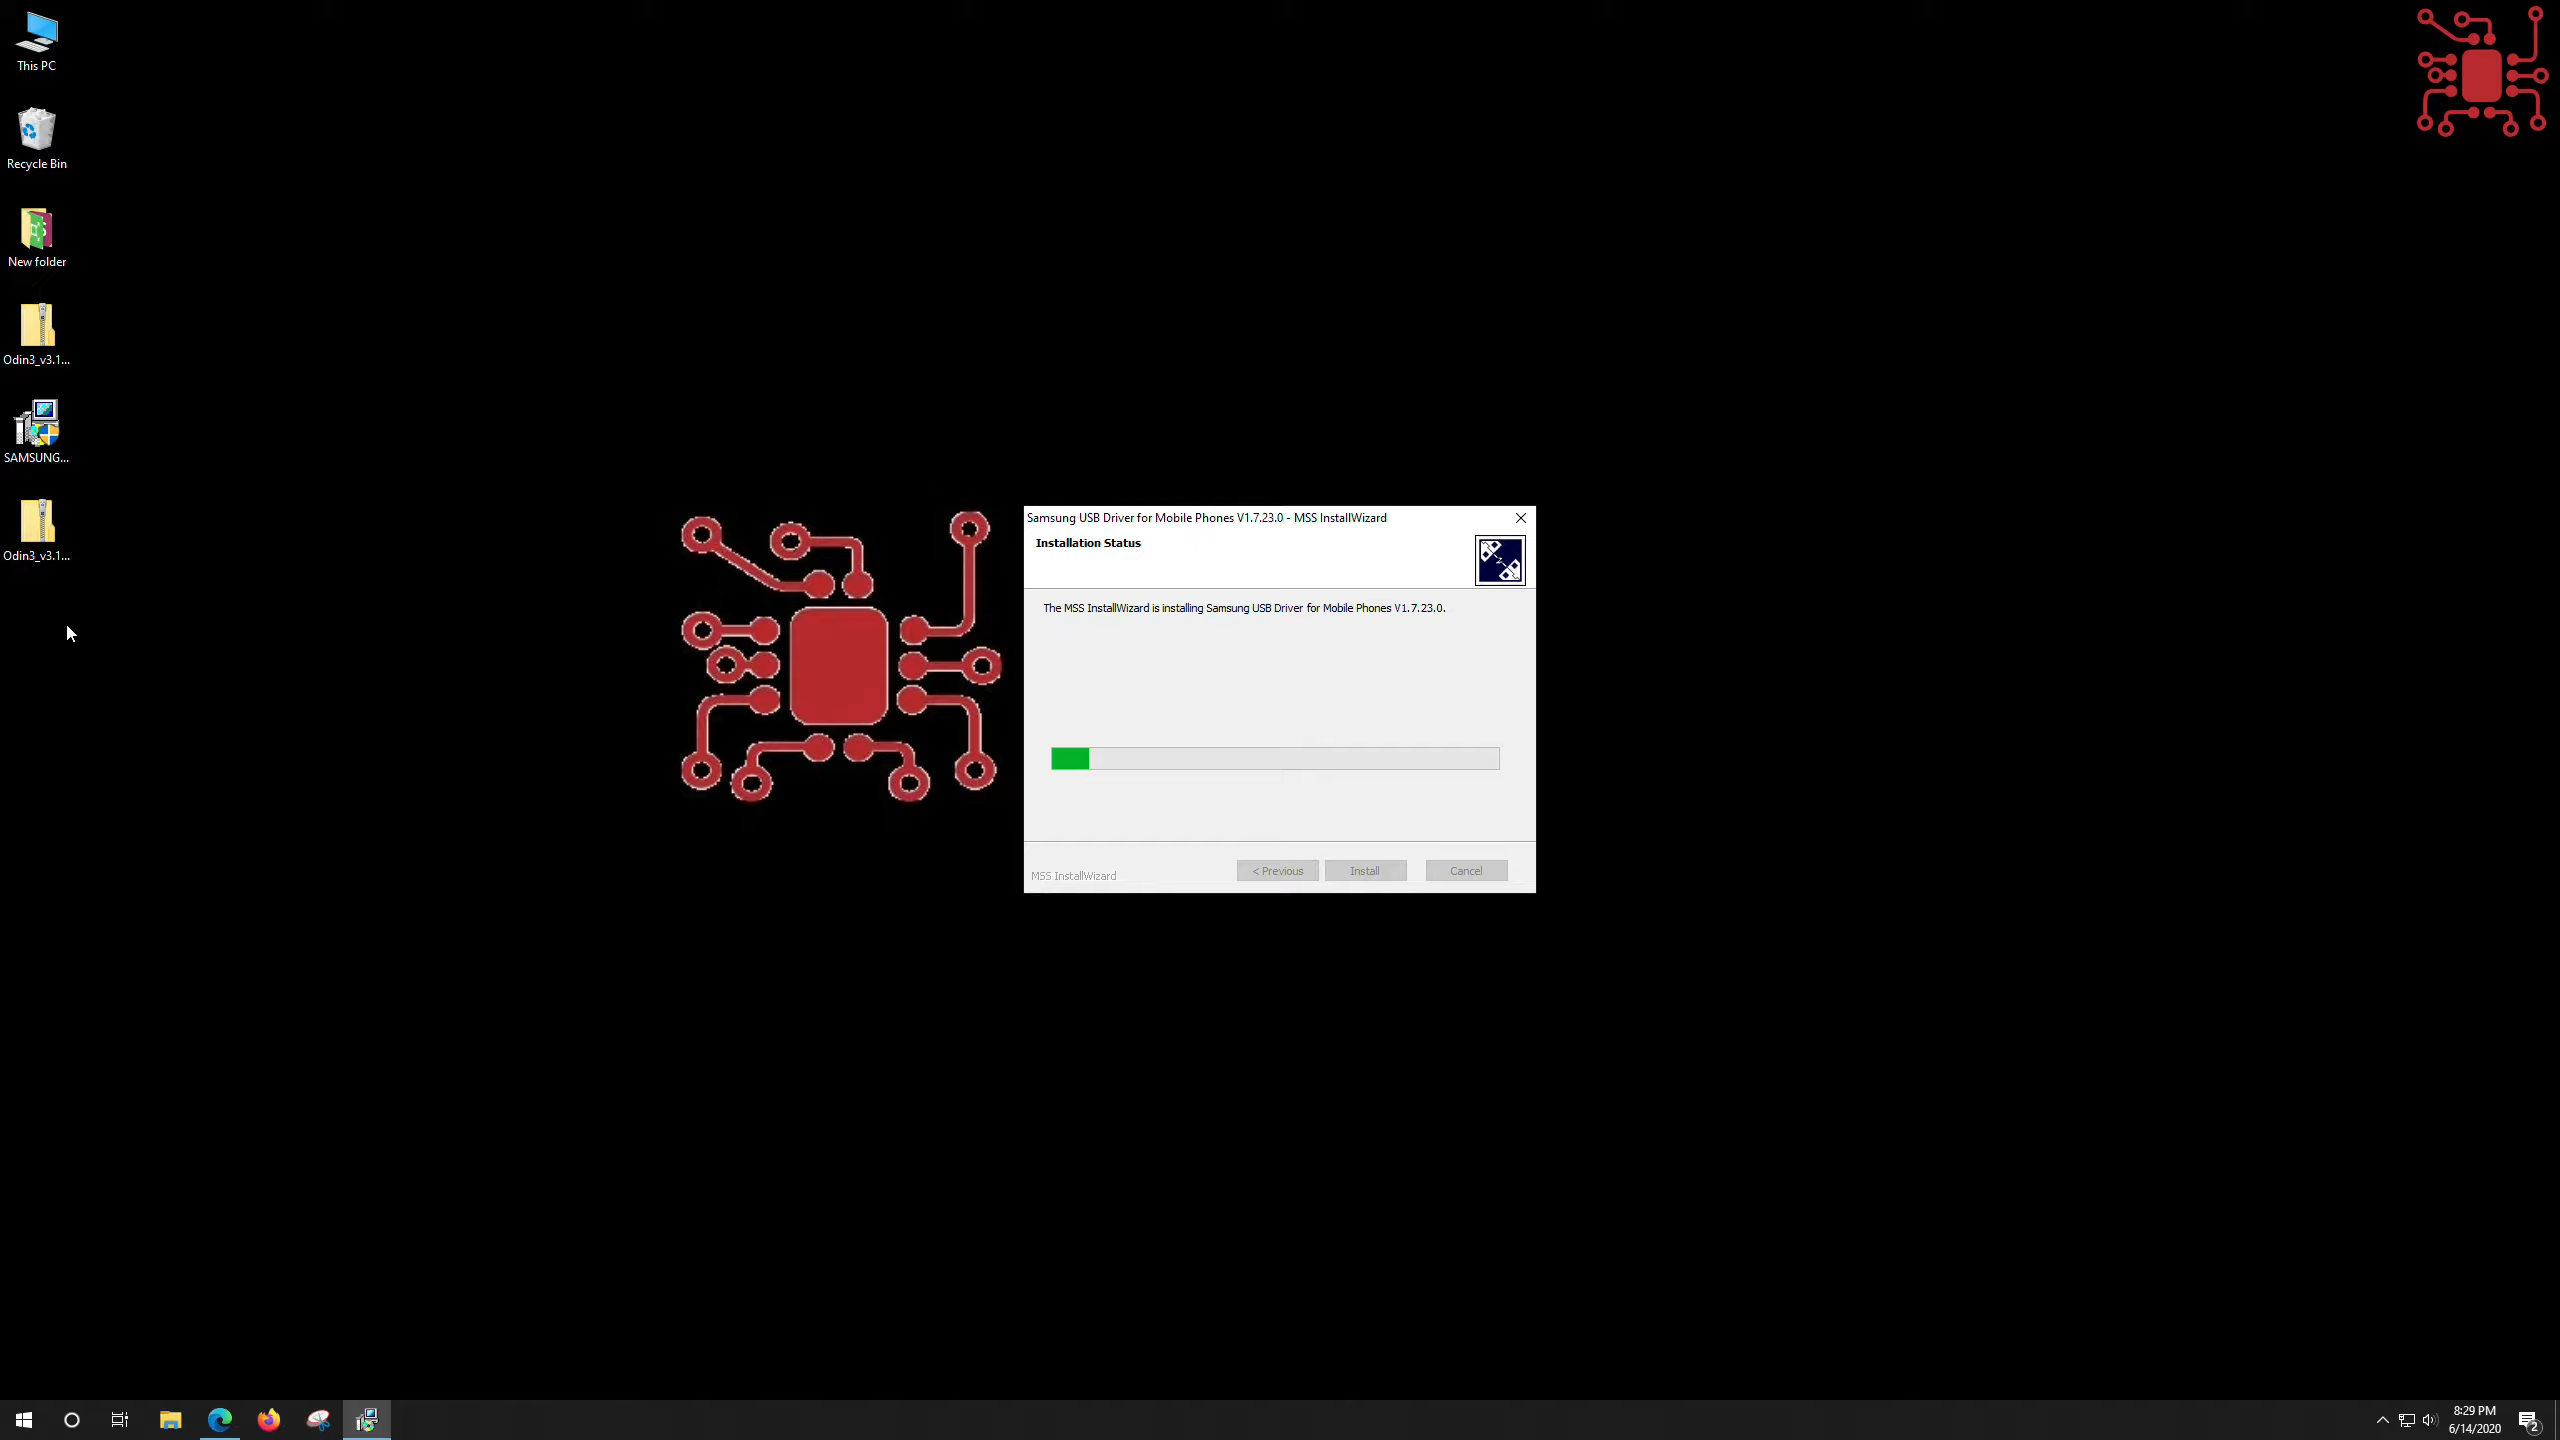 This PC
Recycle Bin
New folder
Odin3_v3.1...
SAMSUNG...
Odin3_v3.1...
Samsung USB Driver for Mobile Phones V1.7.23.0 - MSS InstallWizard
Installation Status
The MSS InstallWizard is installing Samsung USB Driver for Mobile Phones V1.7.23.0.
MSS InstallWizard
< Previous
Install
Cancel
8:29 PM
6/14/2020
2